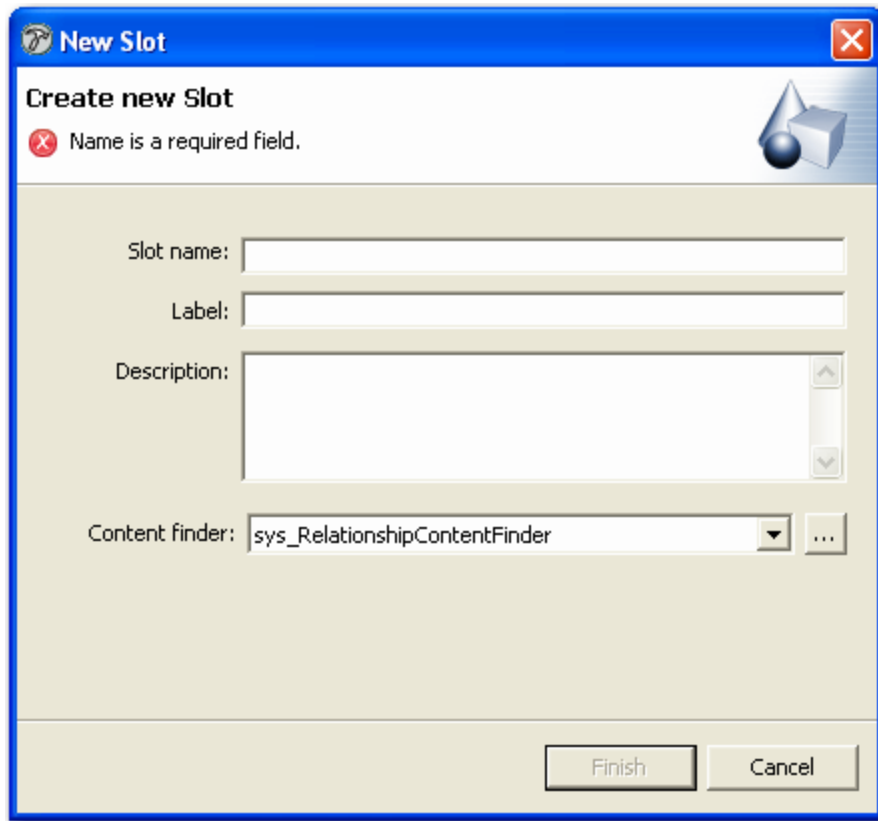 New Slot
Create new Slot
Name is a required field.
Slot name:
Label:
Description:
Content finder: sys_RelationshipContentFinder ...
Finish Cancel